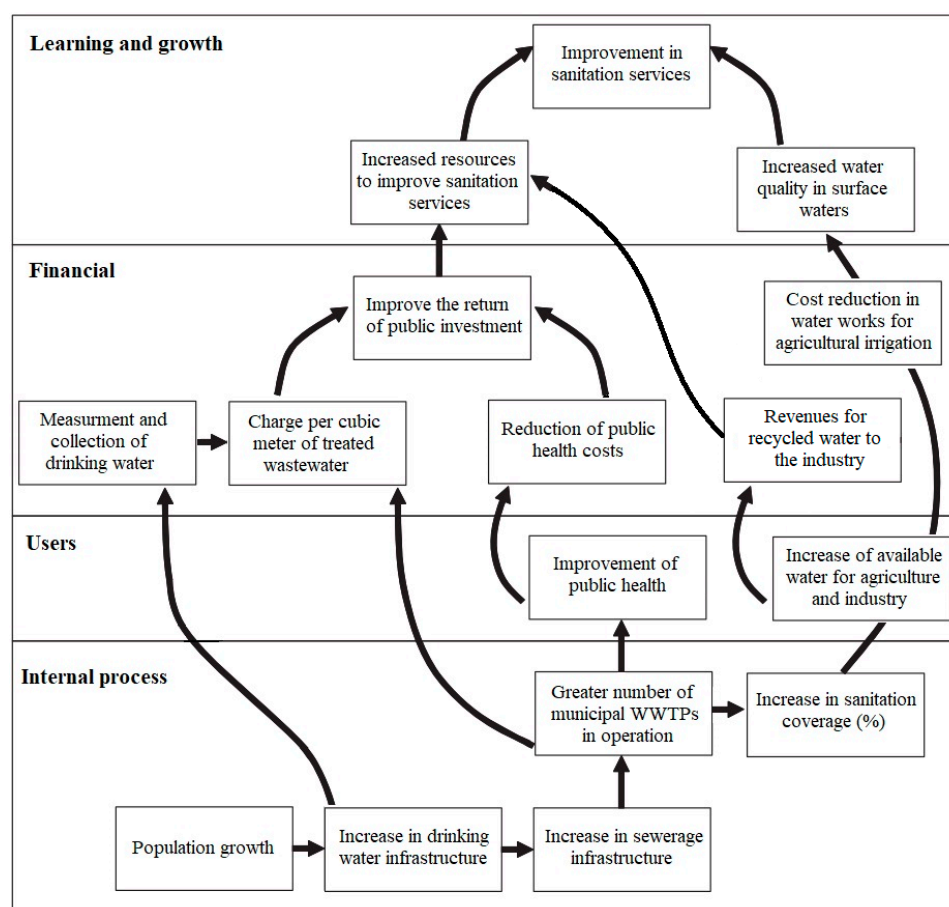 Learning and growth
Improvement in
sanitation services
Increased resources
to improve sanitation
services
Increased water
quality in surface
waters
Financial
Improve the return
of public investment
Cost reduction in
water works for
agricultural irrigation
Measurment and
collection of
drinking water
Charge per cubic
meter of treated
wastewater
Reduction of public
health costs
Revenues for
recycled water to
the industry
Users
Improvement of
public health
Increase of available
water for agriculture
and industry
Internal process
Greater number of
municipal WWTPs
in operation
Increase in sanitation
coverage (%)
Population growth
Increase in drinking
water infrastructure
Increase in sewerage
infrastructure